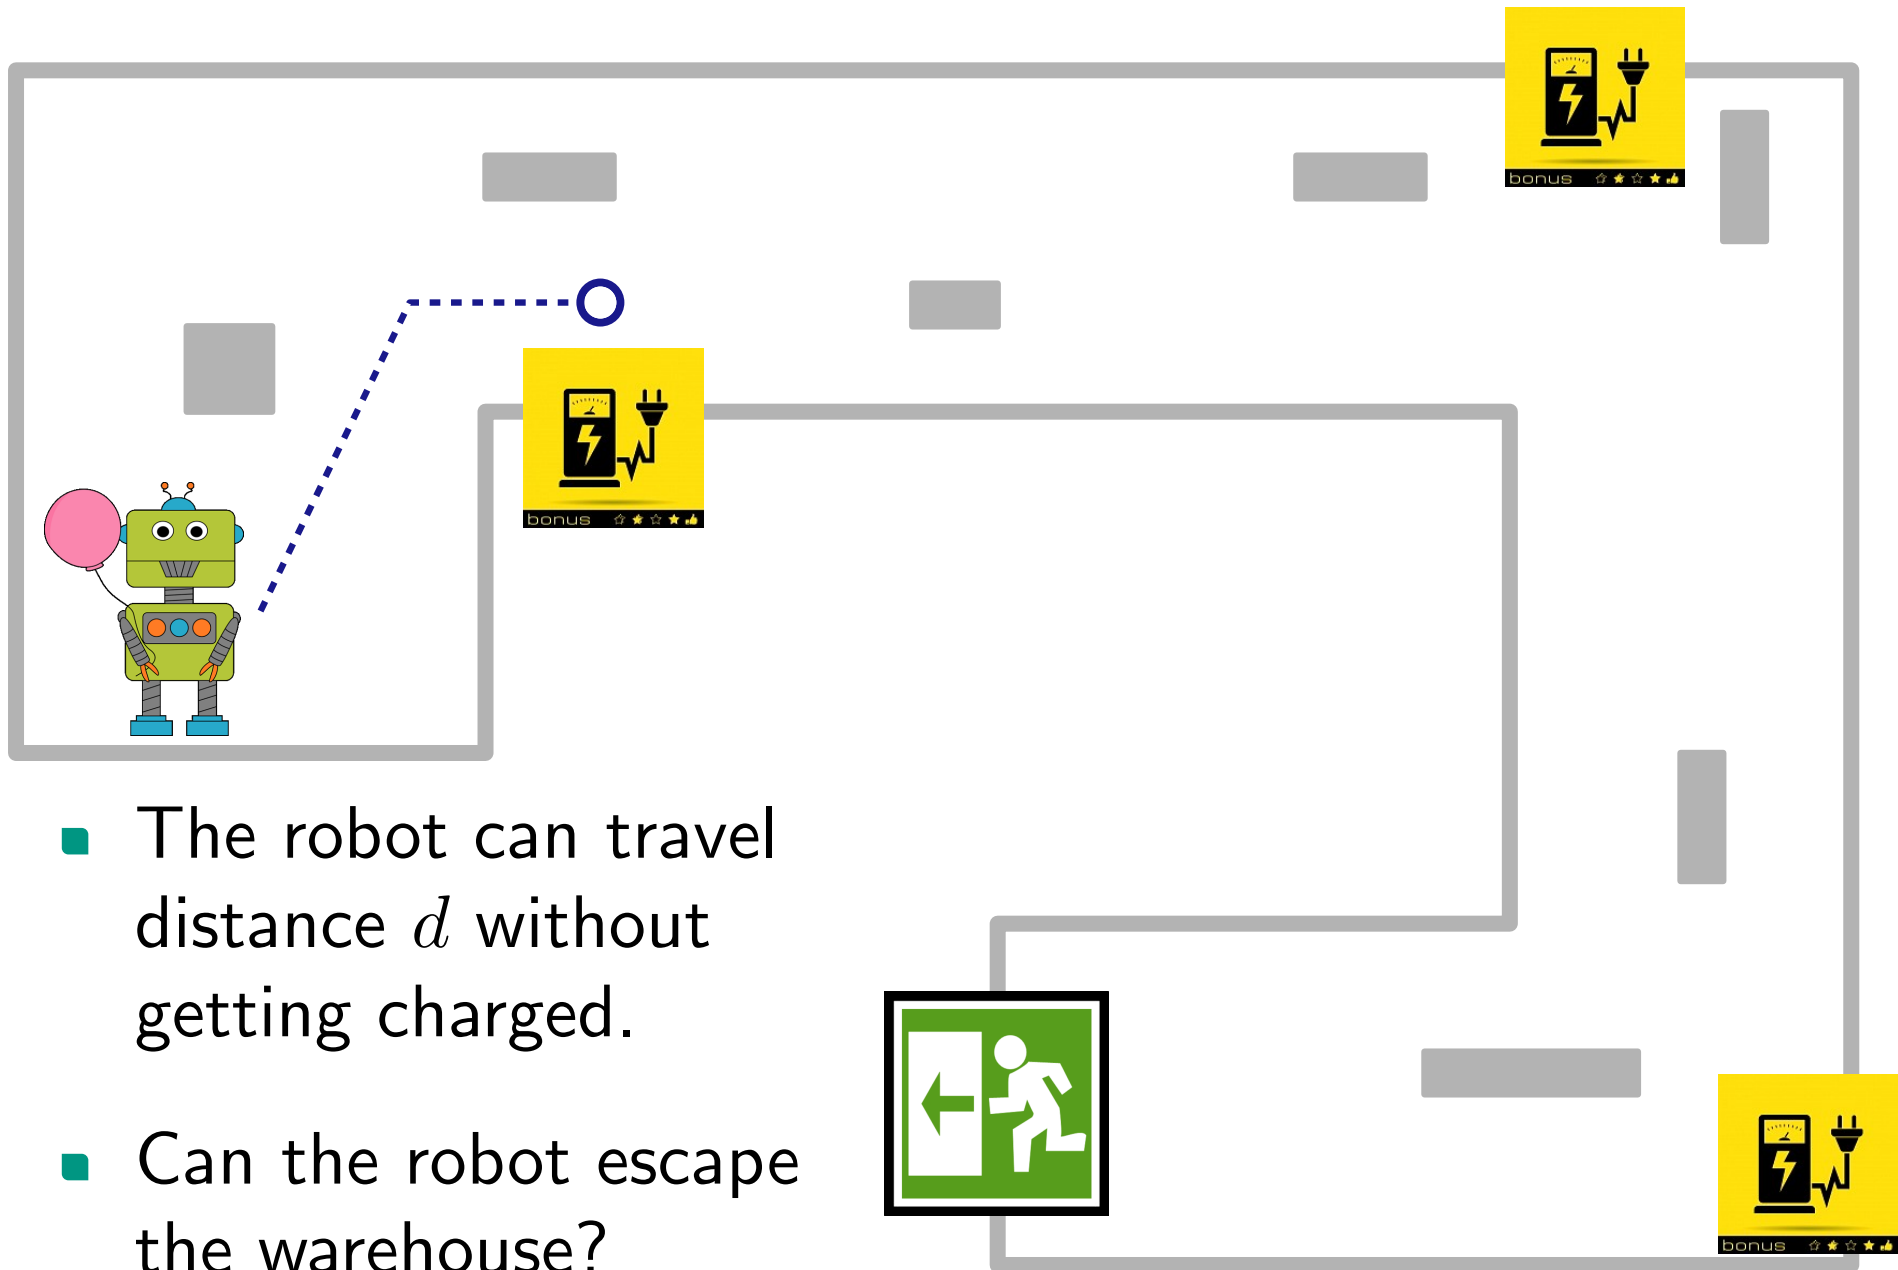 bonus
bonus
The robot can travel
distance d without
getting charged.
Can the robot escape
the warehouse?
bonus